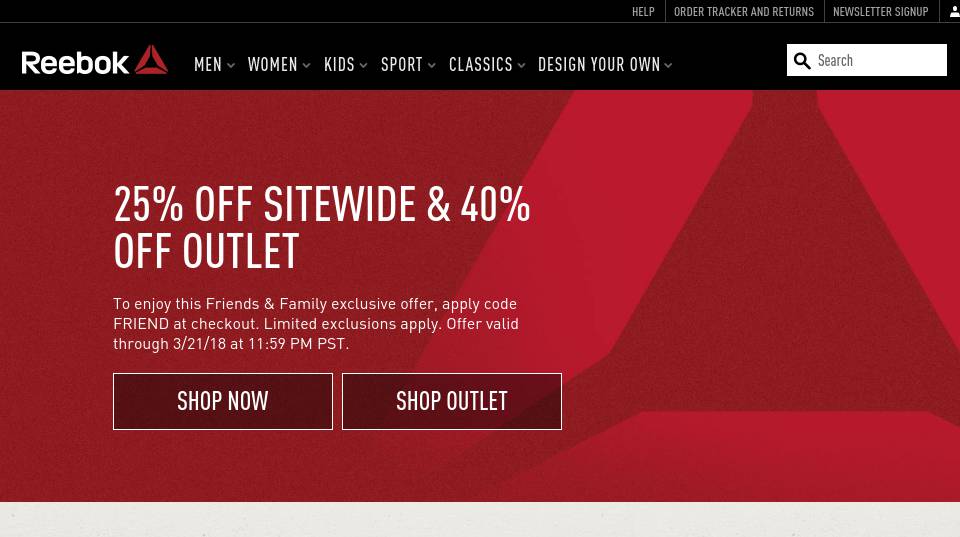 HELP
ORDER TRACKER AND RETURNS
NEWSLETTER SIGNUP
Reebok
MEN
WOMEN
KIDS
SPORT
CLASSICS
DESIGN YOUR OWN
Search
25% OFF SITEWIDE & 40%
OFF OUTLET
To enjoy this Friends & Family exclusive offer, apply code
FRIEND at checkout. Limited exclusions apply. Offer valid
through 3/21/18 at 11:59 PM PST.
SHOP NOW
SHOP OUTLET